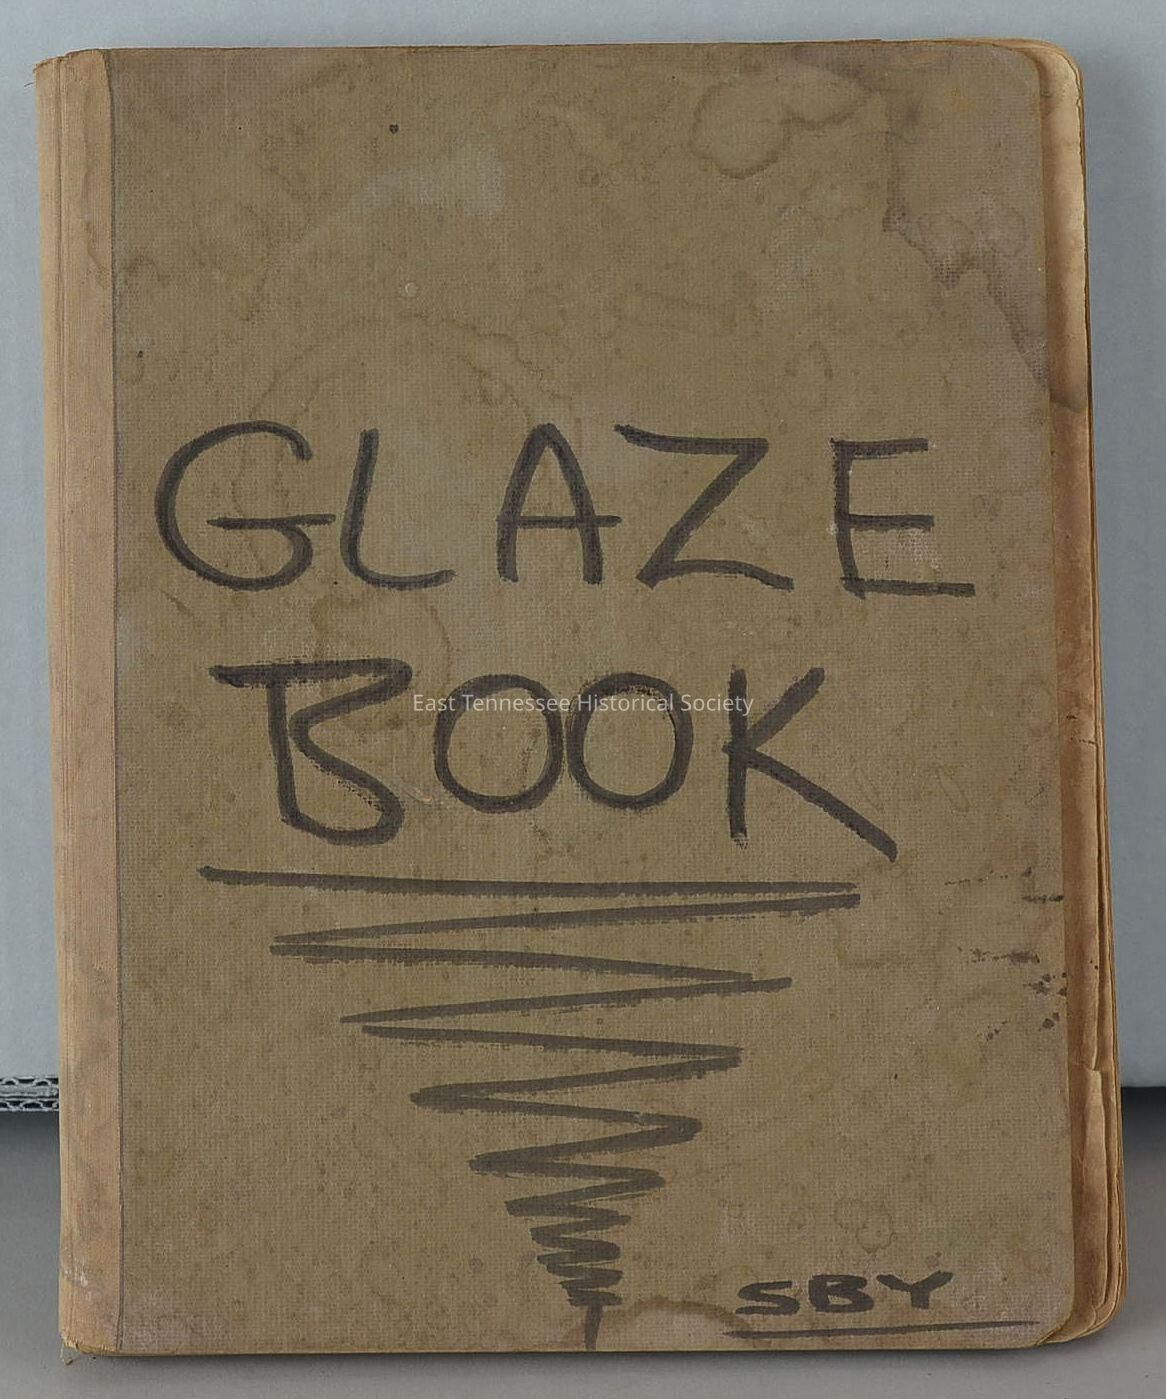 GLAZE
BOOK
East Tennessee Historical Society
SBY